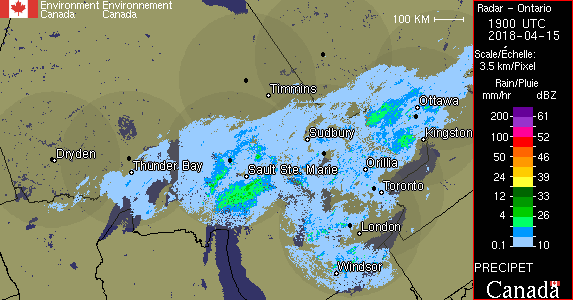 Environment Environnement
Canada Canada
100 KM
Timmins
Ottawa
Sudbury
Kingston
Dryden
Thunder Bay
Sault Ste. Marie
Orillia
Toronto
London
Windsor
Radar - Ontario
1900 UTC
2018-04-15
Scale/Échelle:
3.5 km/Pixel
Rain/Pluie
mm/hr dBZ
200 61
100 52
50 46
24 39
12 33
4 26
0.1 10
PRECIPET
Canada